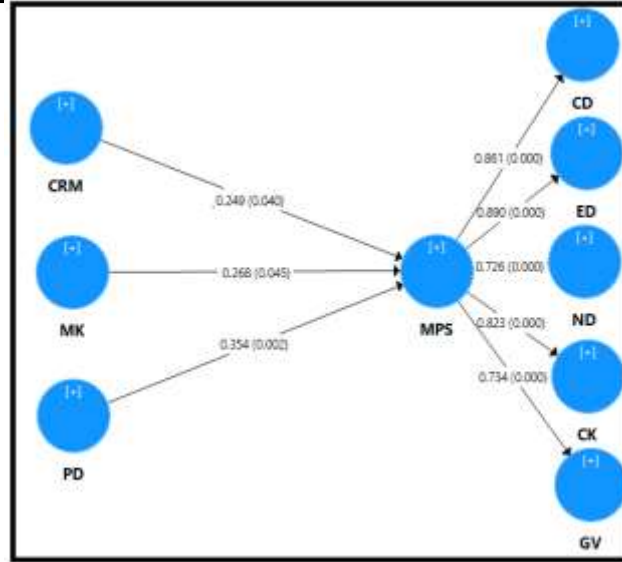 [+]
CD
[+]
CRM
0.861 (0.000)
[+]
ED
0.249 (0.040)
0.890 (0.000)
[+]
MK
0.268 (0.045)
[+]
MPS
0.726 (0.000)
[+]
ND
0.823 (0.000)
0.354 (0.002)
[+]
CK
0.734 (0.000)
[+]
PD
[+]
GV